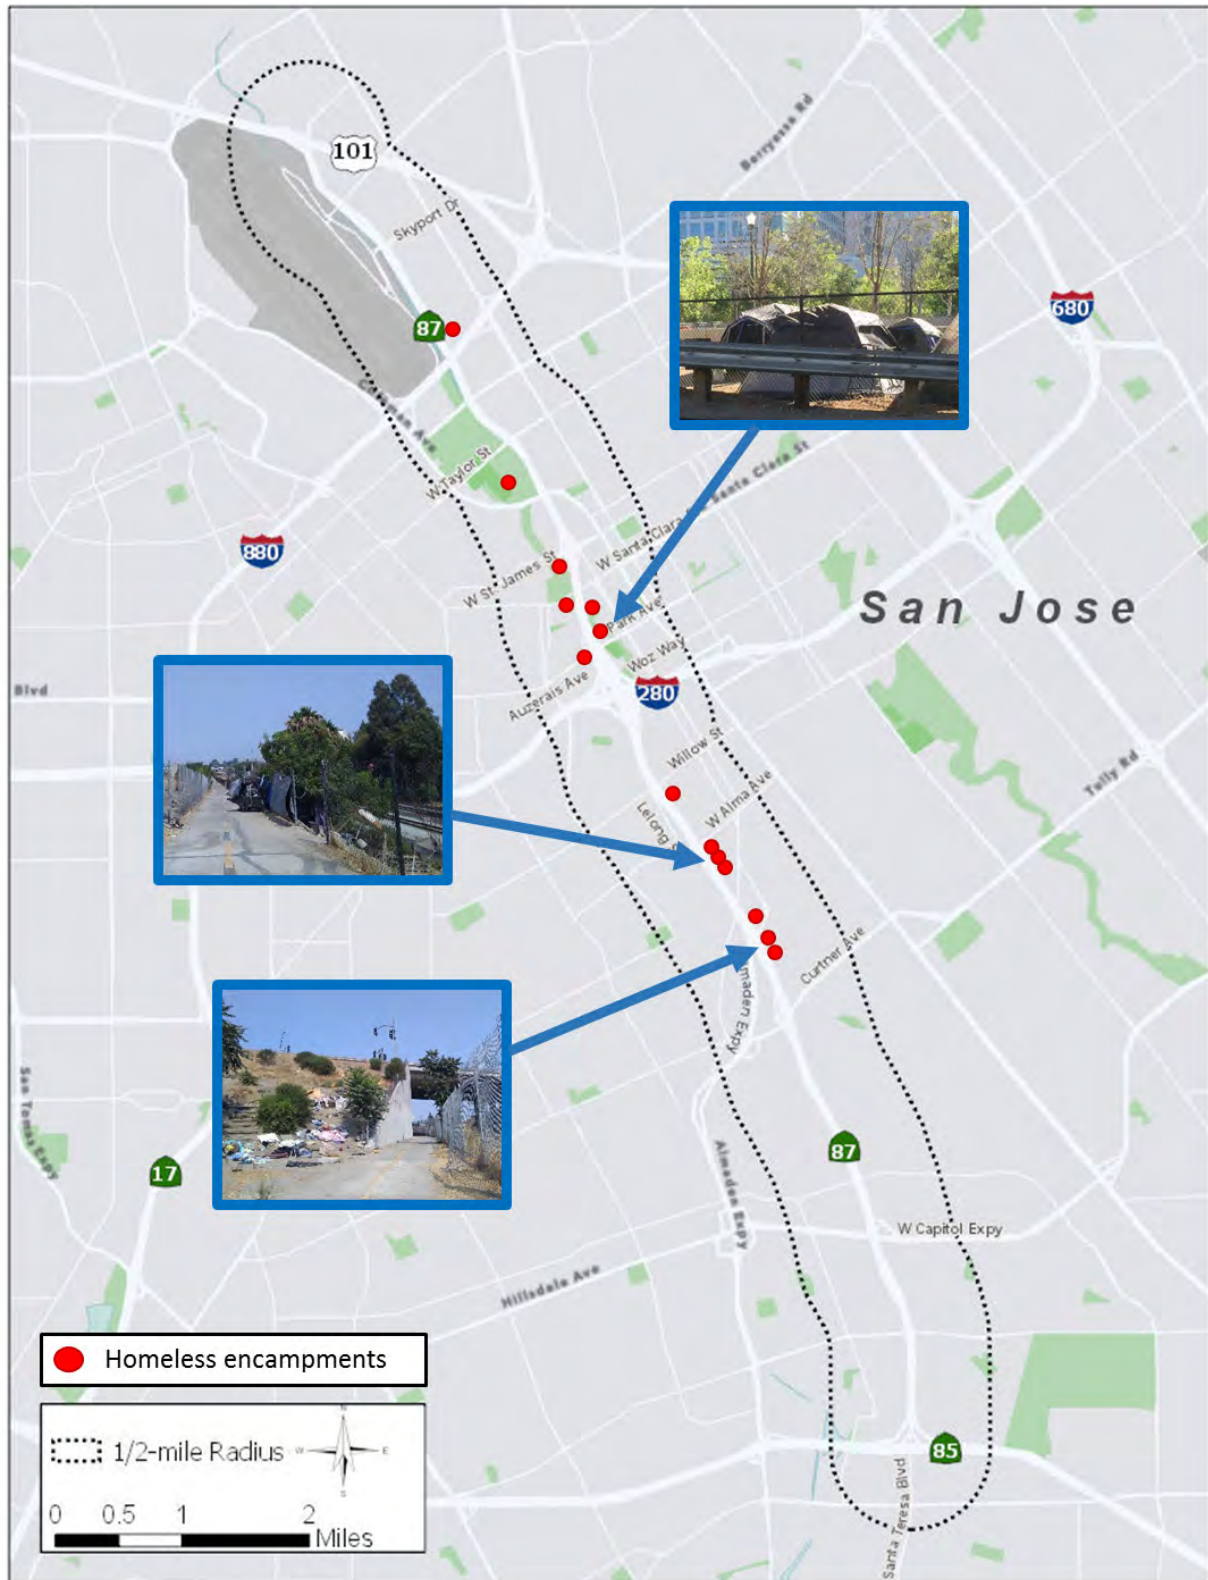 101
Berryessa Rd
Skyport Dr
680
87
Coleman Ave
W Taylor St
Santa Clara St
880
W Santa Clara
W St. James St
San Jose
Park Ave
Woz Way
Blvd
Auzerais Ave
280
Willow St
Tully Rd
W Alma Ave
Lelong
Curtner Ave
Almaden Expy
San Tomas Expy
17
87
Almaden Expy
W Capitol Expy
Hillsdale Ave
Homeless encampments
N
1/2-mile Radius
W
E
S
85
0 0.5 1 2
Miles
Santa Teresa Blvd